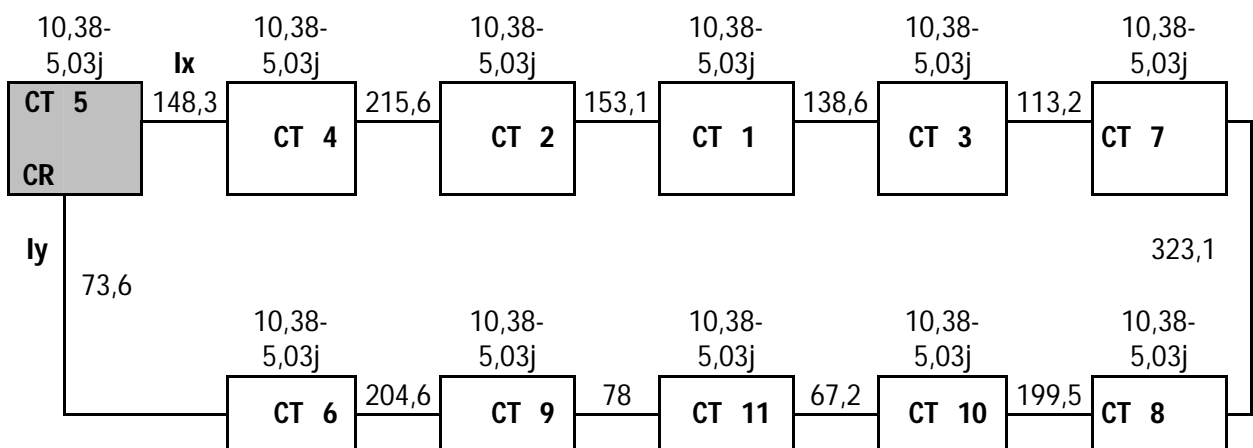 10,38- 10,38- 10,38- 10,38- 10,38- 10,38-
5,03j Ix 5,03j 5,03j 5,03j 5,03j 5,03j
CT 5 148,3 215,6 153,1 138,6 113,2
CT 4 CT 2 CT 1 CT 3 CT 7
CR
Iy 323,1
73,6
10,38- 10,38- 10,38- 10,38- 10,38-
5,03j 5,03j 5,03j 5,03j 5,03j
204,6 78 67,2 199,5
CT 6 CT 9 CT 11 CT 10 CT 8